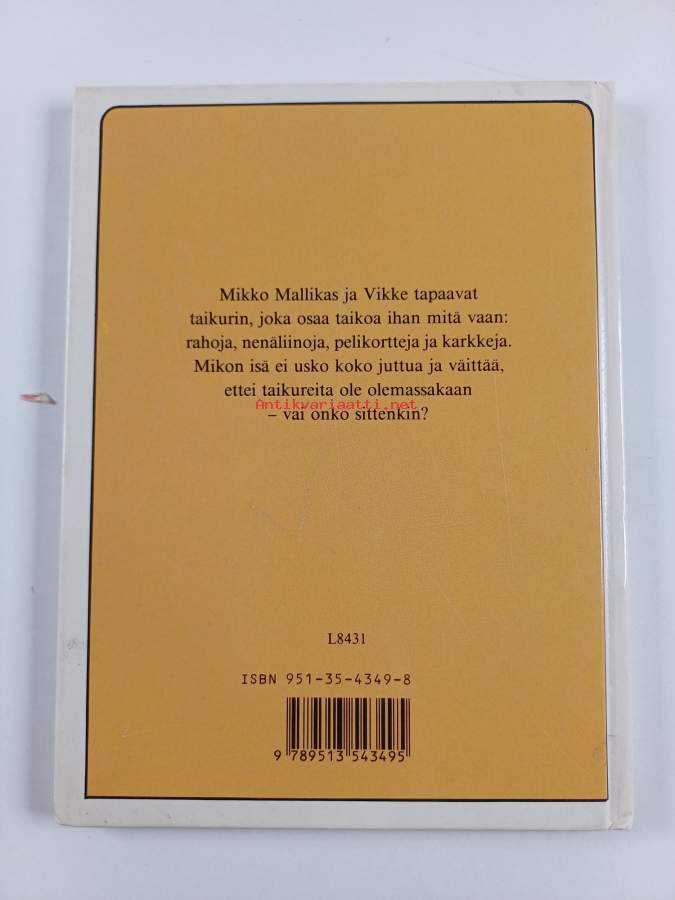 Mikko Mallikas ja Vikke tapaavat
taikurin, joka osaa taikoa ihan mitä vaan:
rahoja, nenäliinoja, pelikortteja ja karkkeja.
Mikon isä ei usko koko juttua ja väittää,
ettei taikureita ole olemassakaan
Antikvariaatti.net
– vai onko sittenkin?
L8431
ISBN 951-35-4349-8
9 789513 543495